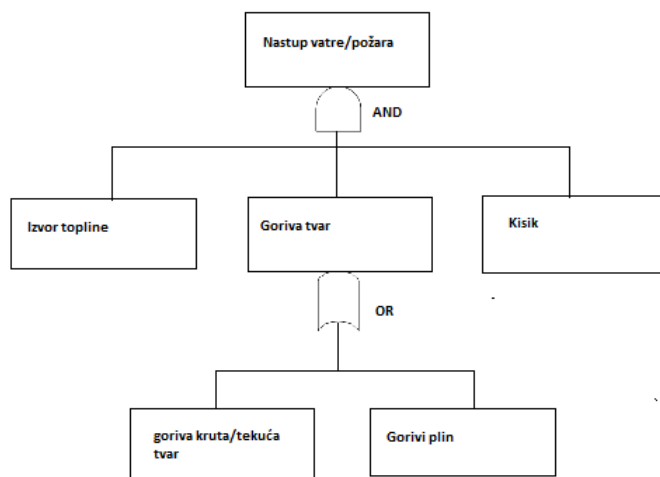 Nastup vatre/požara
AND
Izvor topline
Goriva tvar
Kisik
OR
goriva kruta/tekuća
tvar
Gorivi plin